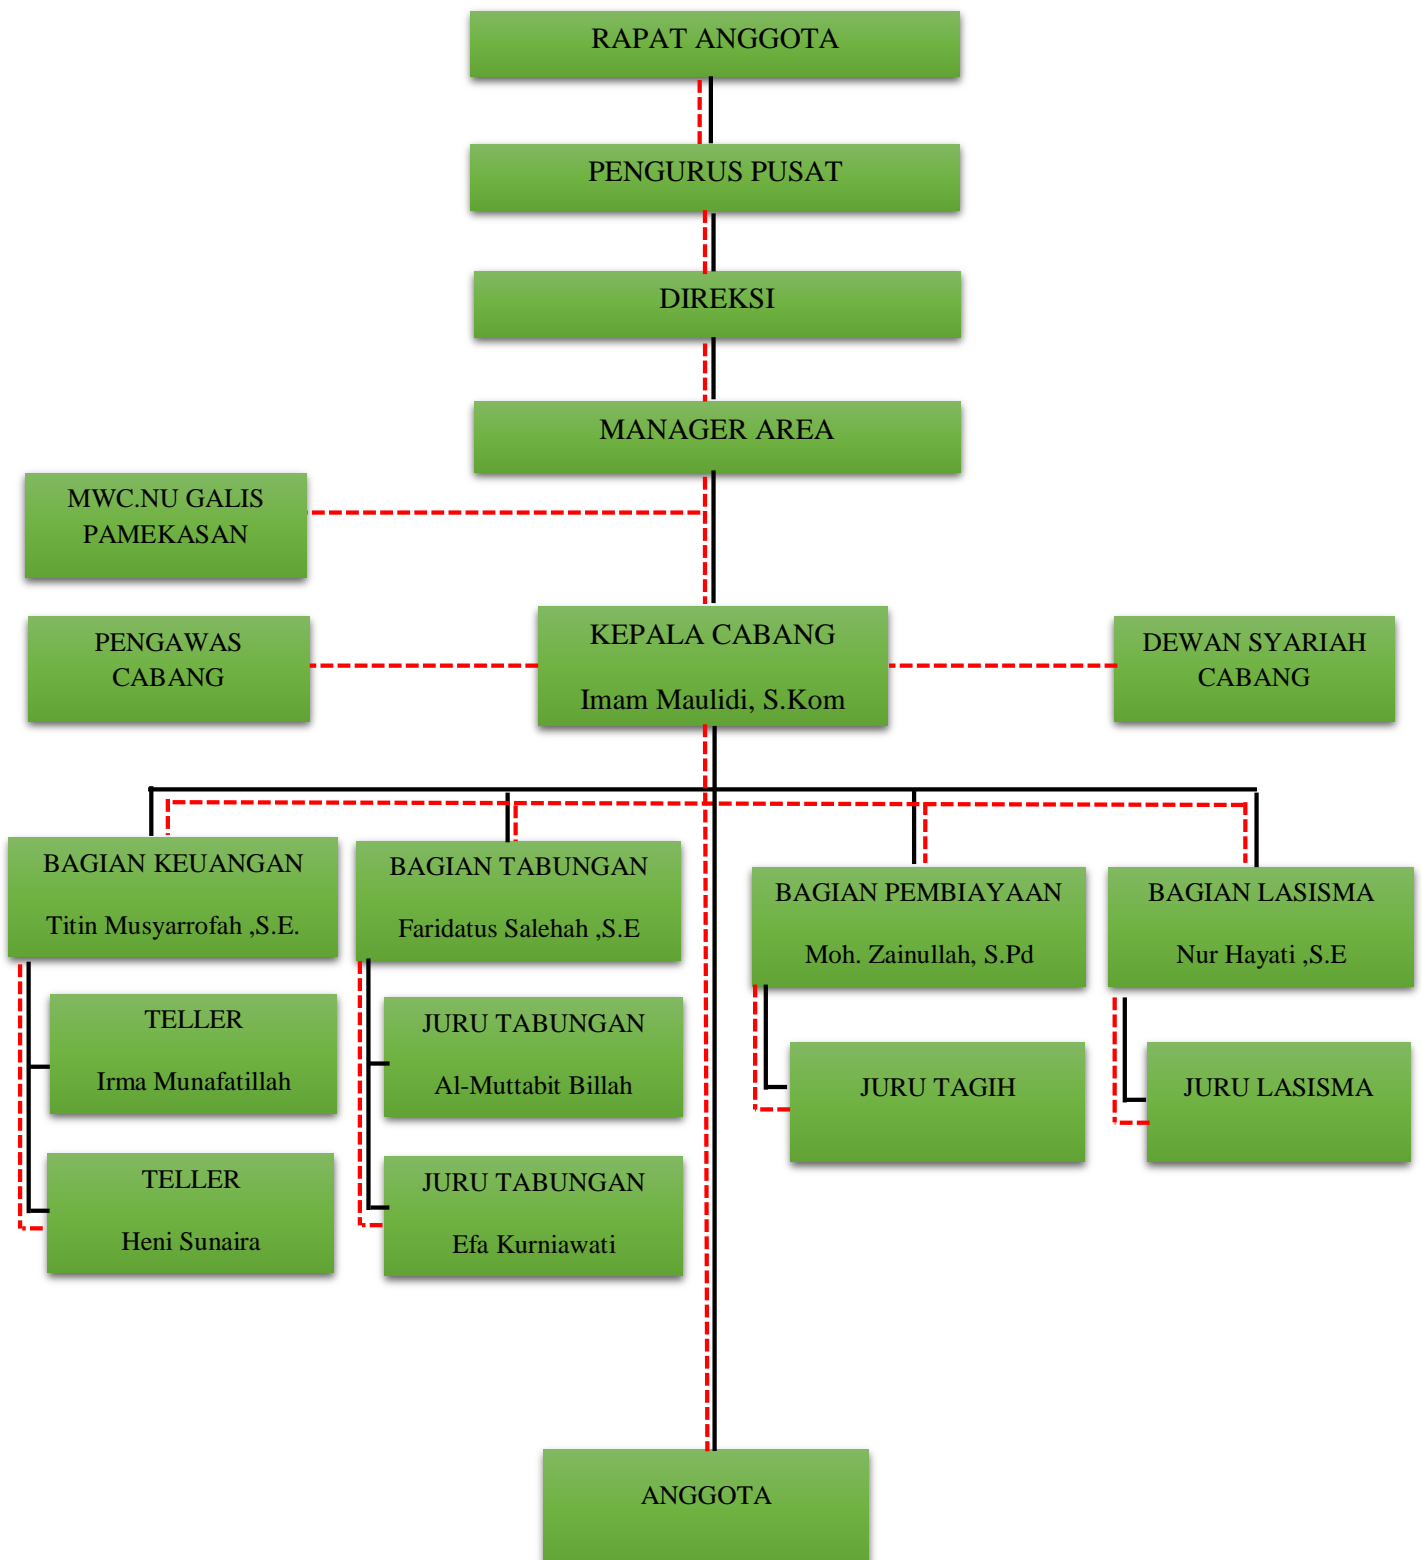 RAPAT ANGGOTA
PENGURUS PUSAT
DIREKSI
MANAGER AREA
MWC.NU GALIS
PAMEKASAN
PENGAWAS
CABANG
KEPALA CABANG
Imam Maulidi, S.Kom
DEWAN SYARIAH
CABANG
BAGIAN KEUANGAN
Titin Musyarrofah ,S.E.
BAGIAN TABUNGAN
Faridatus Salehah ,S.E
BAGIAN PEMBIAYAAN
Moh. Zainullah, S.Pd
BAGIAN LASISMA
Nur Hayati ,S.E
TELLER
Irma Munafatillah
JURU TABUNGAN
Al-Muttabit Billah
JURU TAGIH
JURU LASISMA
TELLER
Heni Sunaira
JURU TABUNGAN
Efa Kurniawati
ANGGOTA